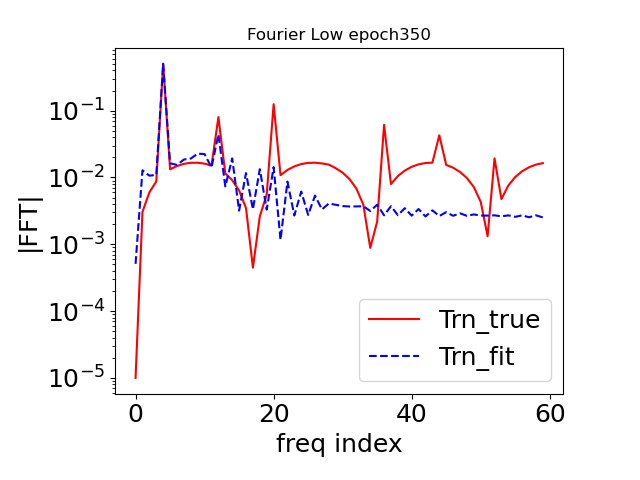 Fourier Low epoch350
|FFT|
10⁻¹
10⁻²
10⁻³
10⁻⁴
10⁻⁵
Trn_true
Trn_fit
0 20 40 60
freq index